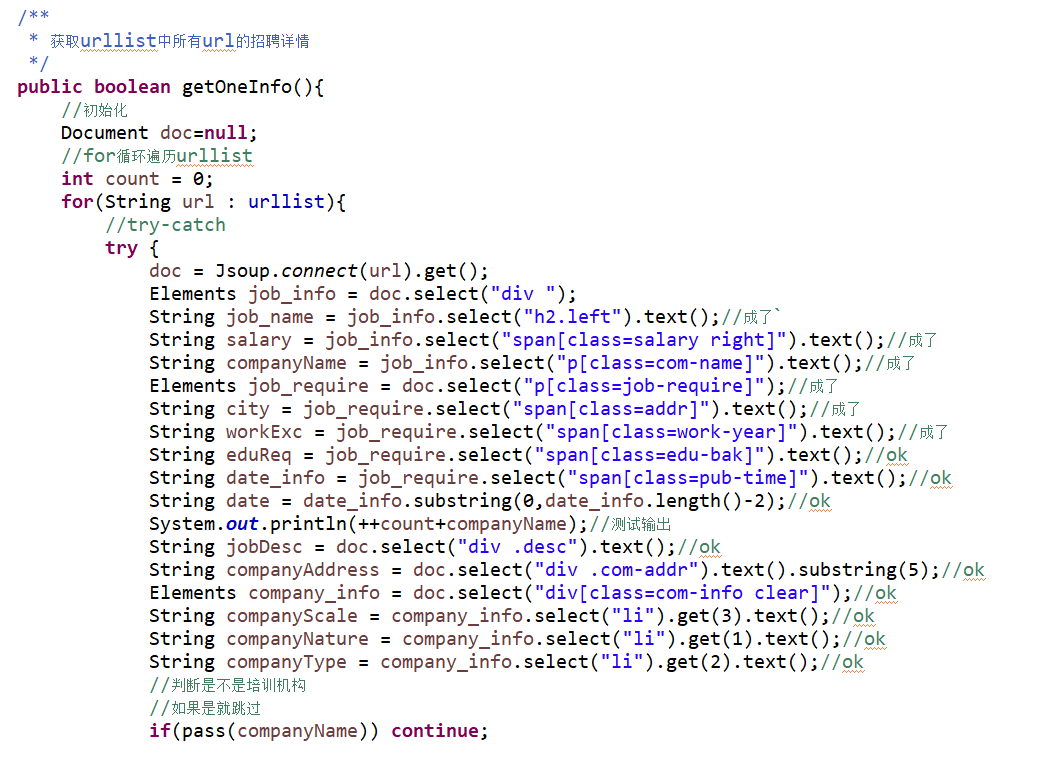 /**
 * 获取urllist中所有url的招聘详情
 */
public boolean getOneInfo(){
    //初始化
    Document doc=null;
    //for循环遍历urllist
    int count = 0;
    for(String url : urllist){
        //try-catch
        try {
            doc = Jsoup.connect(url).get();
            Elements job_info = doc.select("div ");
            String job_name = job_info.select("h2.left").text();//成了`
            String salary = job_info.select("span[class=salary right]").text();//成了
            String companyName = job_info.select("p[class=com-name]").text();//成了
            Elements job_require = doc.select("p[class=job-require]");//成了
            String city = job_require.select("span[class=addr]").text();//成了
            String workExc = job_require.select("span[class=work-year]").text();//成了
            String eduReq = job_require.select("span[class=edu-bak]").text();//ok
            String date_info = job_require.select("span[class=pub-time]").text();//ok
            String date = date_info.substring(0,date_info.length()-2);//ok
            System.out.println(++count+companyName);//测试输出
            String jobDesc = doc.select("div .desc").text();//ok
            String companyAddress = doc.select("div .com-addr").text().substring(5);//ok
            Elements company_info = doc.select("div[class=com-info clear]");//ok
            String companyScale = company_info.select("li").get(3).text();//ok
            String companyNature = company_info.select("li").get(1).text();//ok
            String companyType = company_info.select("li").get(2).text();//ok
            //判断是不是培训机构
            //如果是就跳过
            if(pass(companyName)) continue;